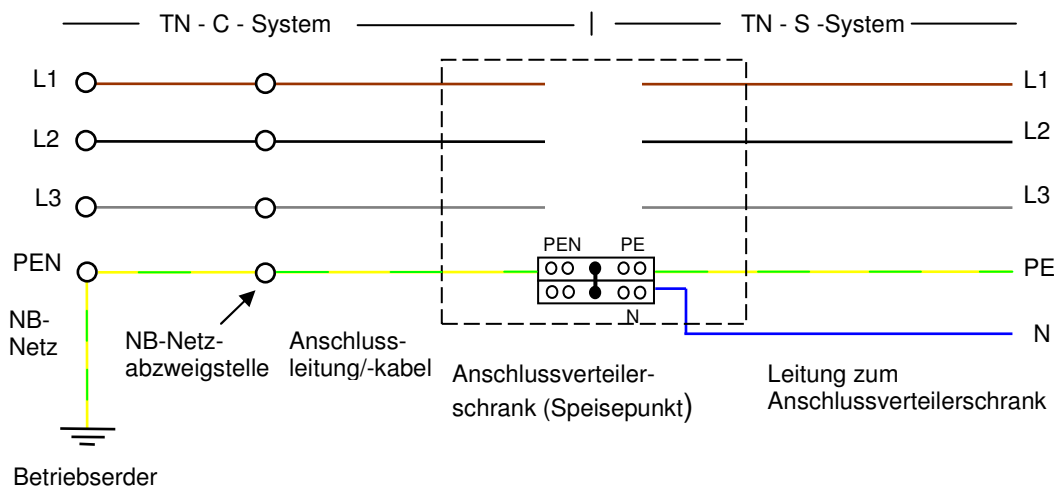 TN - C - System
TN - S -System
L1
L1
L2
L2
L3
L3
PEN
PEN PE
PE
N
N
NB-
Netz
NB-Netz-
abzweigstelle
Anschluss-
leitung/-kabel
Anschlussverteiler-
schrank (Speisepunkt)
Leitung zum
Anschlussverteilerschrank
Betriebserder